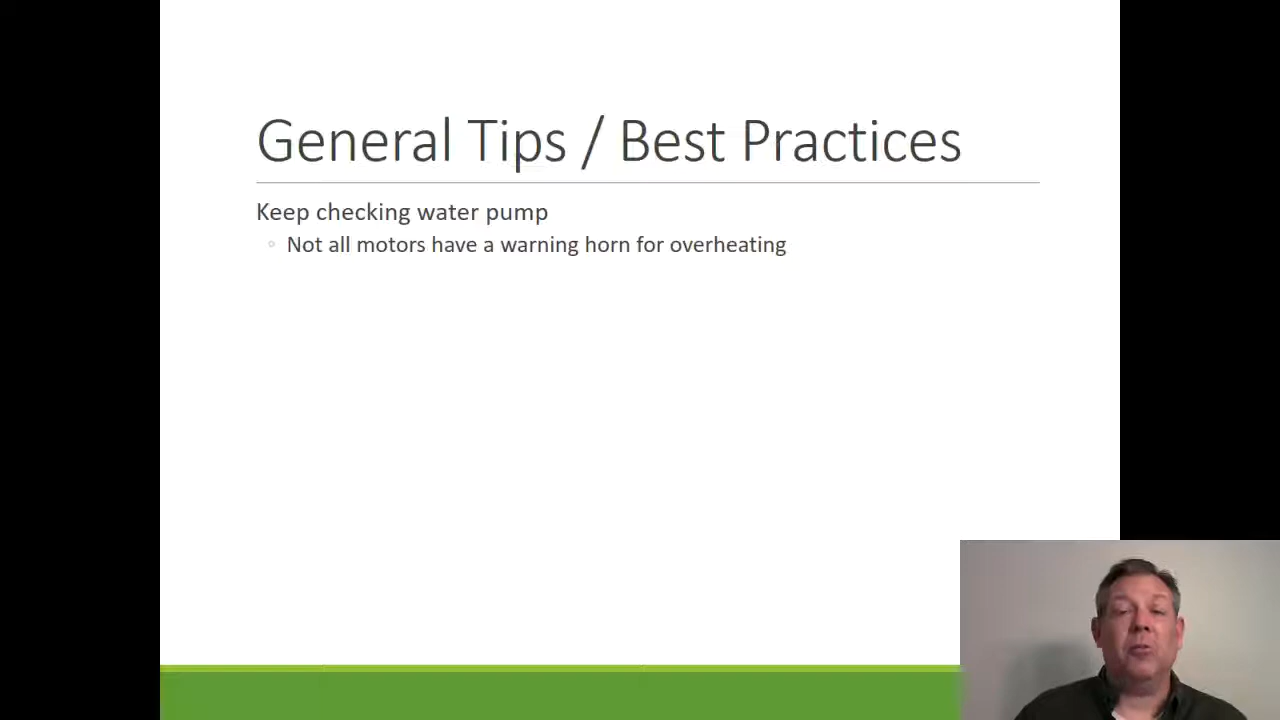 General Tips / Best Practices
Keep checking water pump
Not all motors have a warning horn for overheating